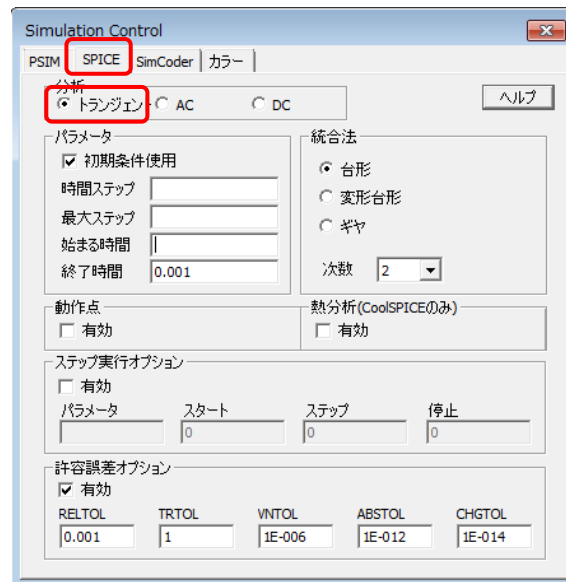 Simulation Control
PSIM SPICE SimCoder カラー
分析
トランジェン AC DC
ヘルプ
パラメータ
初期条件使用
時間ステップ
最大ステップ
始まる時間
終了時間 0.001
統合法
台形
変形台形
ギヤ
次数 2
動作点
有効
熱分析(CoolSPICEのみ)
有効
ステップ実行オプション
有効
パラメータ スタート ステップ 停止
0 0 0
許容誤差オプション
有効
RELTOL TRTOL VNTOL ABSTOL CHGTOL
0.001 1 1E-006 1E-012 1E-014